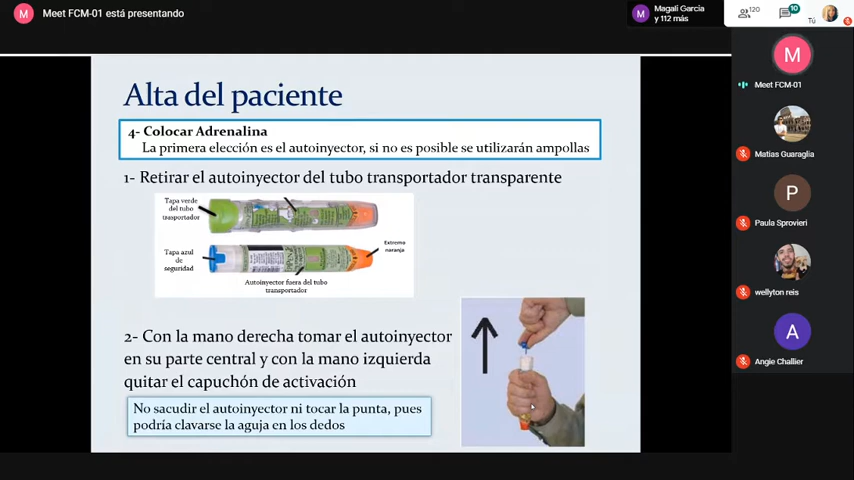 M Meet FCM-01 está presentando
M Magali Garcia
y 112 más
120
10
Tú
Alta del paciente
4- Colocar Adrenalina
La primera elección es el autoinyector, si no es posible se utilizarán ampollas
1- Retirar el autoinyector del tubo transportador transparente
Tapa verde
del tubo
trasportador
Tapa azul
de
seguridad
Extremo
naranja
Autoinyector fuera del tubo
transportador
2- Con la mano derecha tomar el autoinyector
en su parte central y con la mano izquierda
quitar el capuchón de activación
No sacudir el autoinyector ni tocar la punta, pues
podría clavarse la aguja en los dedos
M
Meet FCM-01
Matias Guaraglia
P
Paula Sprovieri
wellyton reis
A
Angie Challier